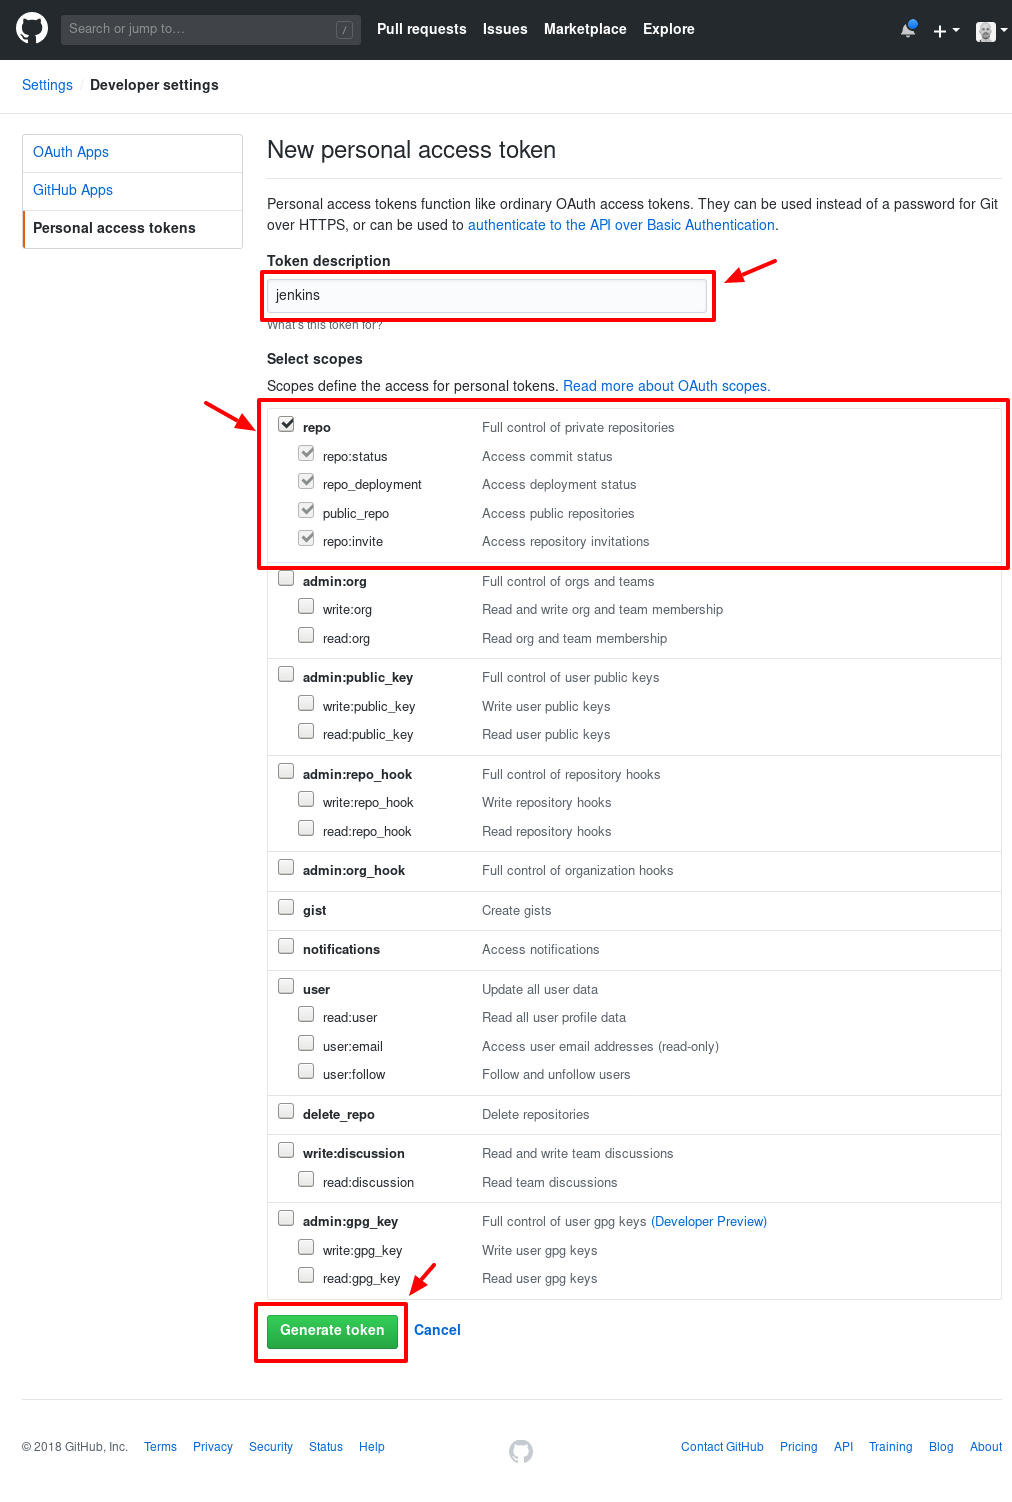 Search or jump to…
/
Pull requests Issues Marketplace Explore
Settings / Developer settings
OAuth Apps
GitHub Apps
Personal access tokens
New personal access token
Personal access tokens function like ordinary OAuth access tokens. They can be used instead of a password for Git
over HTTPS, or can be used to authenticate to the API over Basic Authentication.
Token description
jenkins
What's this token for?
Select scopes
Scopes define the access for personal tokens. Read more about OAuth scopes.
repo Full control of private repositories
repo:status Access commit status
repo_deployment Access deployment status
public_repo Access public repositories
repo:invite Access repository invitations
admin:org Full control of orgs and teams
write:org Read and write org and team membership
read:org Read org and team membership
admin:public_key Full control of user public keys
write:public_key Write user public keys
read:public_key Read user public keys
admin:repo_hook Full control of repository hooks
write:repo_hook Write repository hooks
read:repo_hook Read repository hooks
admin:org_hook Full control of organization hooks
gist Create gists
notifications Access notifications
user Update all user data
read:user Read all user profile data
user:email Access user email addresses (read-only)
user:follow Follow and unfollow users
delete_repo Delete repositories
write:discussion Read and write team discussions
read:discussion Read team discussions
admin:gpg_key Full control of user gpg keys (Developer Preview)
write:gpg_key Write user gpg keys
read:gpg_key Read user gpg keys
Generate token Cancel
© 2018 GitHub, Inc. Terms Privacy Security Status Help
Contact GitHub Pricing API Training Blog About